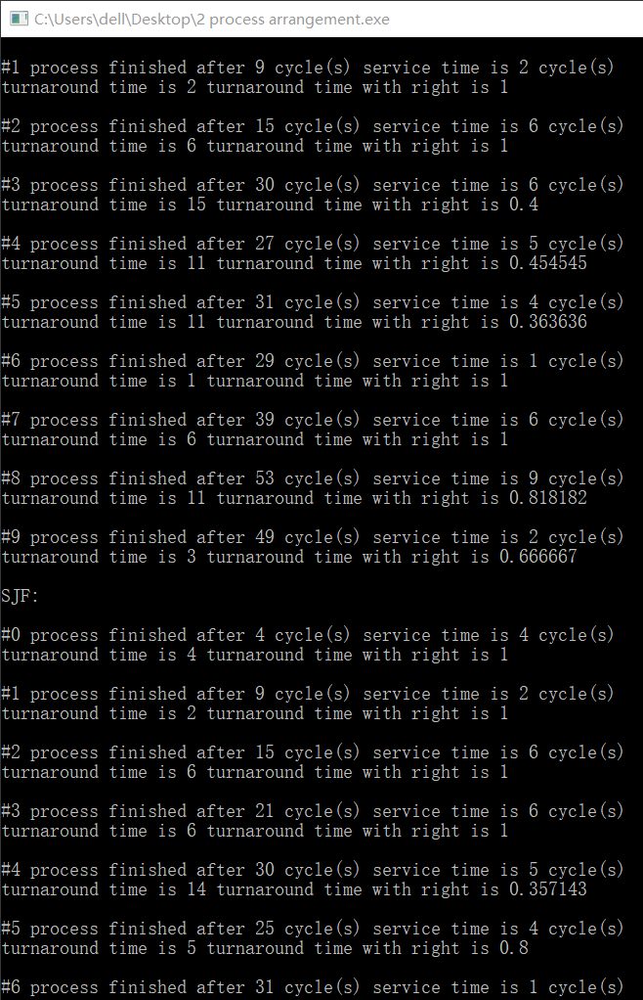 C:\Users\dell\Desktop\2 process arrangement.exe
#1 process finished after 9 cycle(s) service time is 2 cycle(s)
turnaround time is 2 turnaround time with right is 1
#2 process finished after 15 cycle(s) service time is 6 cycle(s)
turnaround time is 6 turnaround time with right is 1
#3 process finished after 30 cycle(s) service time is 6 cycle(s)
turnaround time is 15 turnaround time with right is 0.4
#4 process finished after 27 cycle(s) service time is 5 cycle(s)
turnaround time is 11 turnaround time with right is 0.454545
#5 process finished after 31 cycle(s) service time is 4 cycle(s)
turnaround time is 11 turnaround time with right is 0.363636
#6 process finished after 29 cycle(s) service time is 1 cycle(s)
turnaround time is 1 turnaround time with right is 1
#7 process finished after 39 cycle(s) service time is 6 cycle(s)
turnaround time is 6 turnaround time with right is 1
#8 process finished after 53 cycle(s) service time is 9 cycle(s)
turnaround time is 11 turnaround time with right is 0.818182
#9 process finished after 49 cycle(s) service time is 2 cycle(s)
turnaround time is 3 turnaround time with right is 0.666667
SJF:
#0 process finished after 4 cycle(s) service time is 4 cycle(s)
turnaround time is 4 turnaround time with right is 1
#1 process finished after 9 cycle(s) service time is 2 cycle(s)
turnaround time is 2 turnaround time with right is 1
#2 process finished after 15 cycle(s) service time is 6 cycle(s)
turnaround time is 6 turnaround time with right is 1
#3 process finished after 21 cycle(s) service time is 6 cycle(s)
turnaround time is 6 turnaround time with right is 1
#4 process finished after 30 cycle(s) service time is 5 cycle(s)
turnaround time is 14 turnaround time with right is 0.357143
#5 process finished after 25 cycle(s) service time is 4 cycle(s)
turnaround time is 5 turnaround time with right is 0.8
#6 process finished after 31 cycle(s) service time is 1 cycle(s)